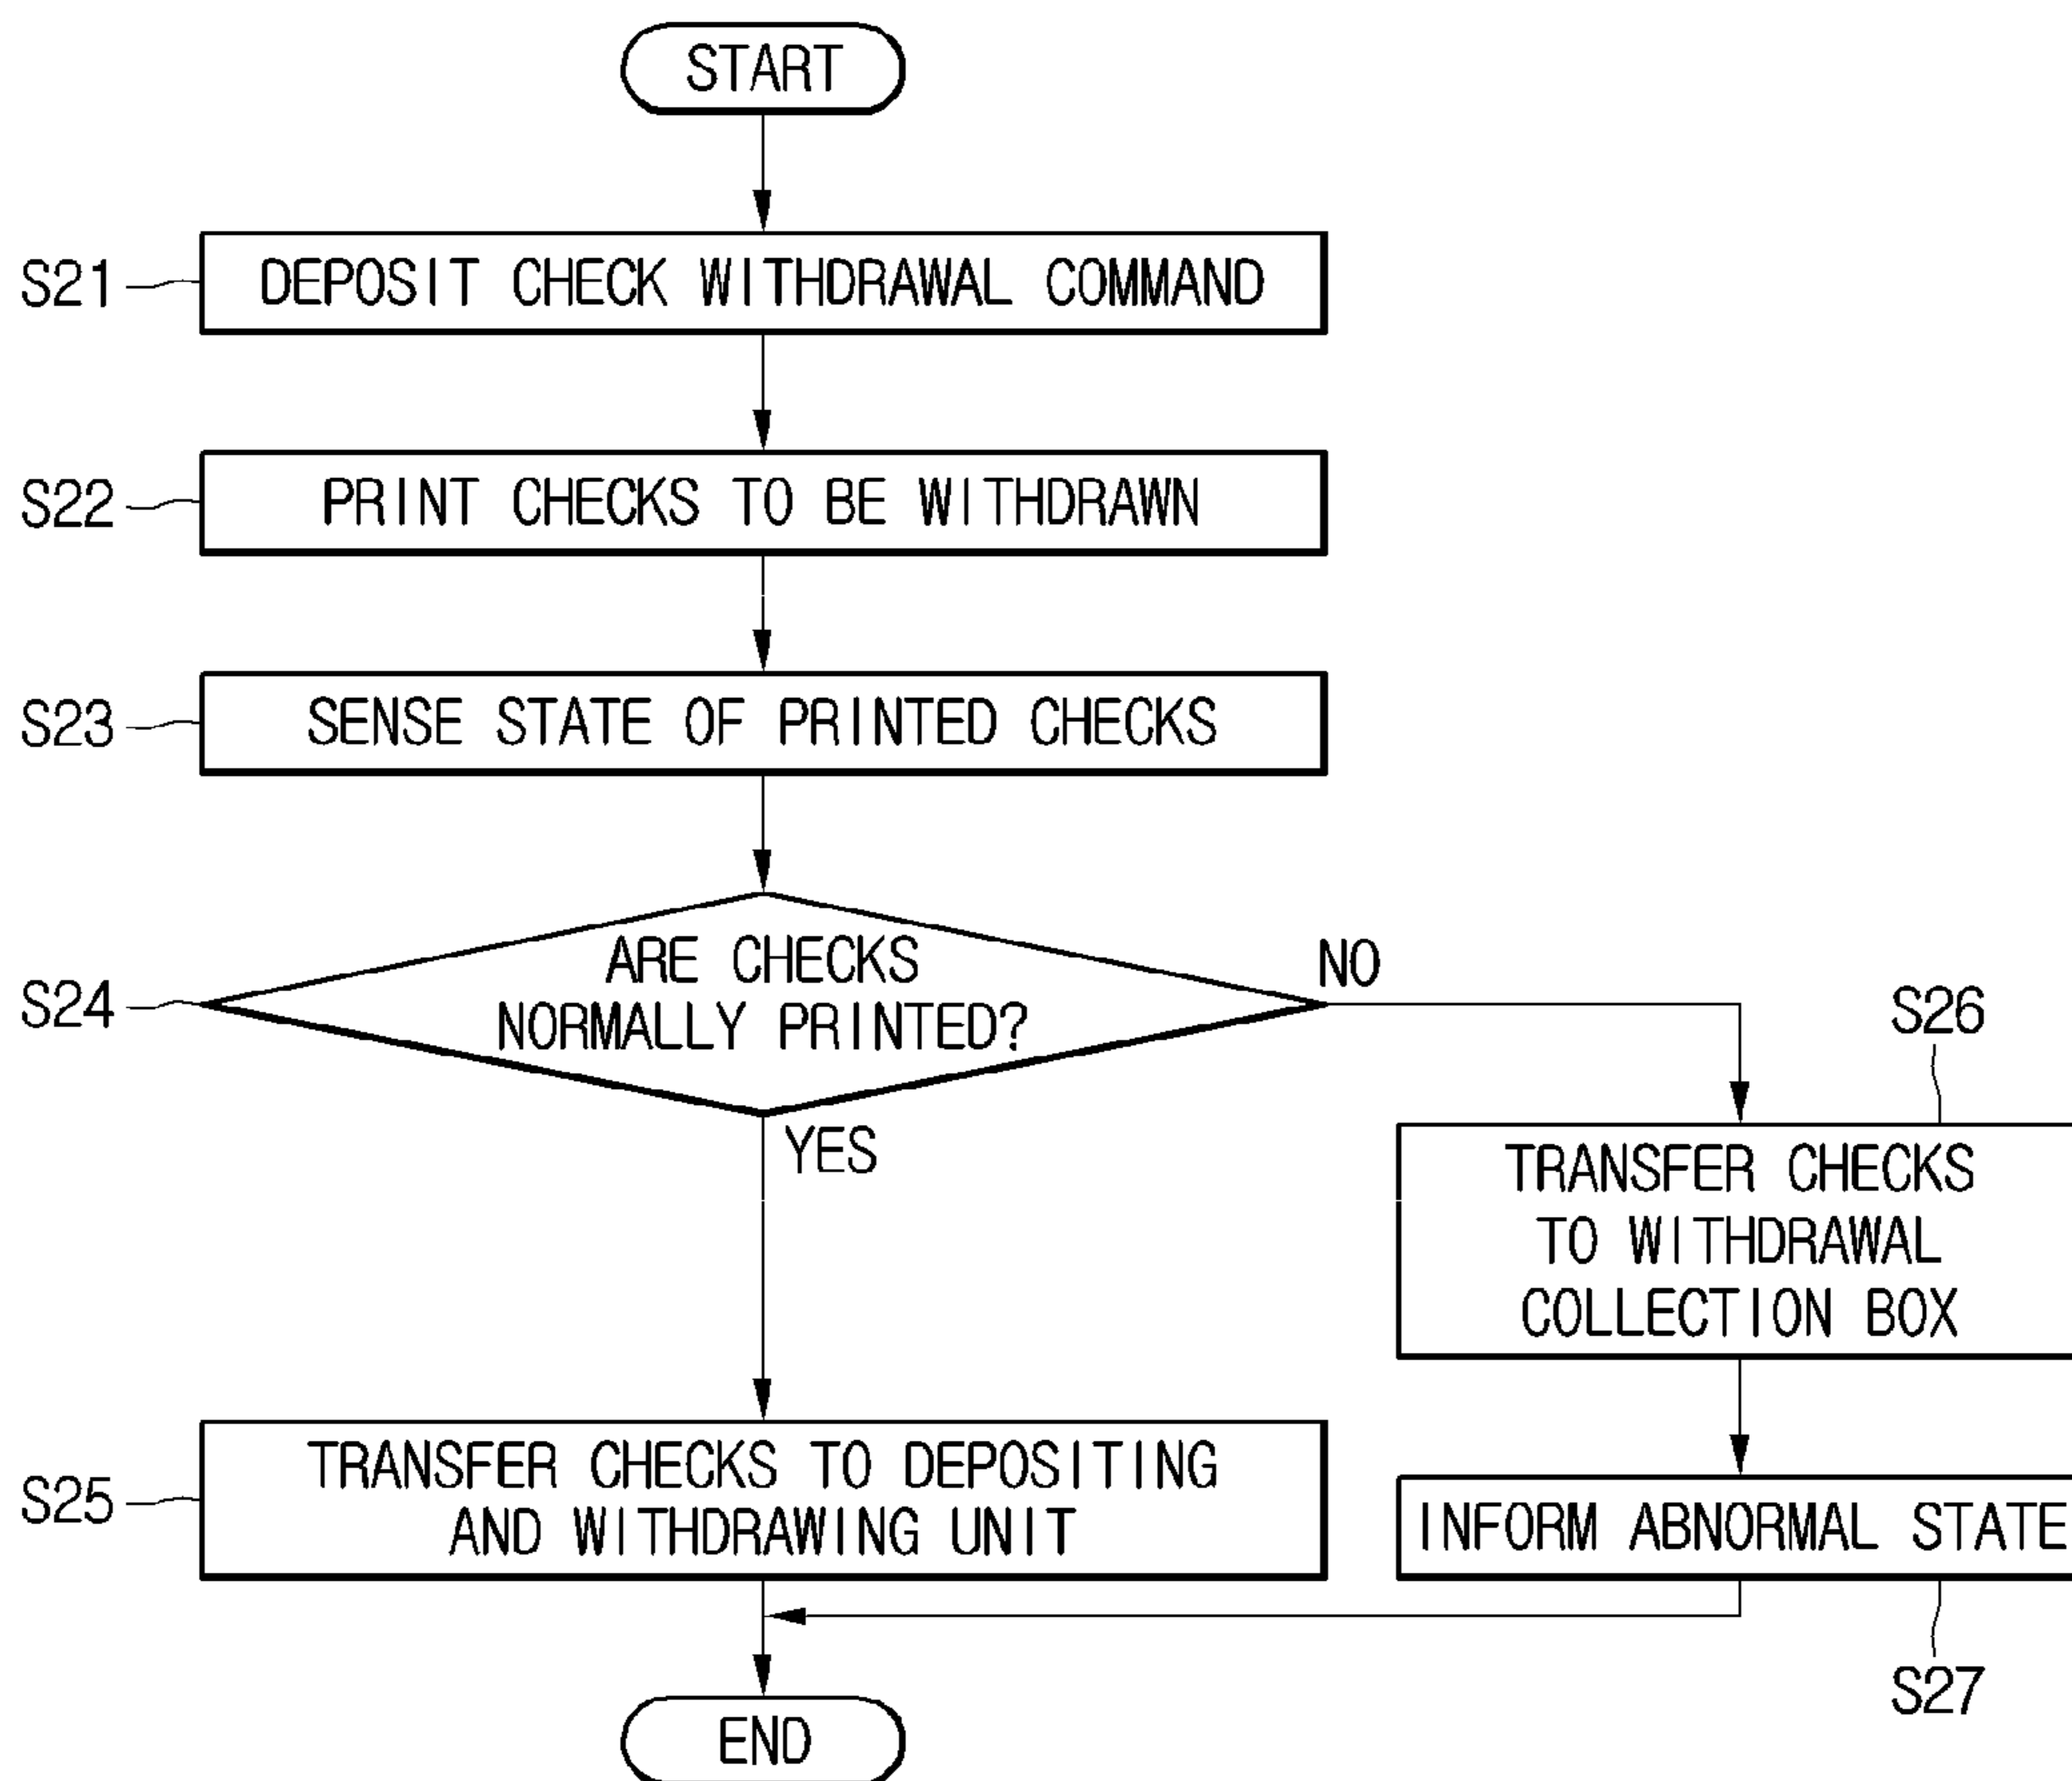 START
S21
DEPOSIT CHECK WITHDRAWAL COMMAND
S22
PRINT CHECKS TO BE WITHDRAWN
S23
SENSE STATE OF PRINTED CHECKS
S24
ARE CHECKS
NORMALLY PRINTED?
NO
YES
S26
TRANSFER CHECKS
TO WITHDRAWAL
COLLECTION BOX
S25
TRANSFER CHECKS TO DEPOSITING
AND WITHDRAWING UNIT
INFORM ABNORMAL STATE
S27
END